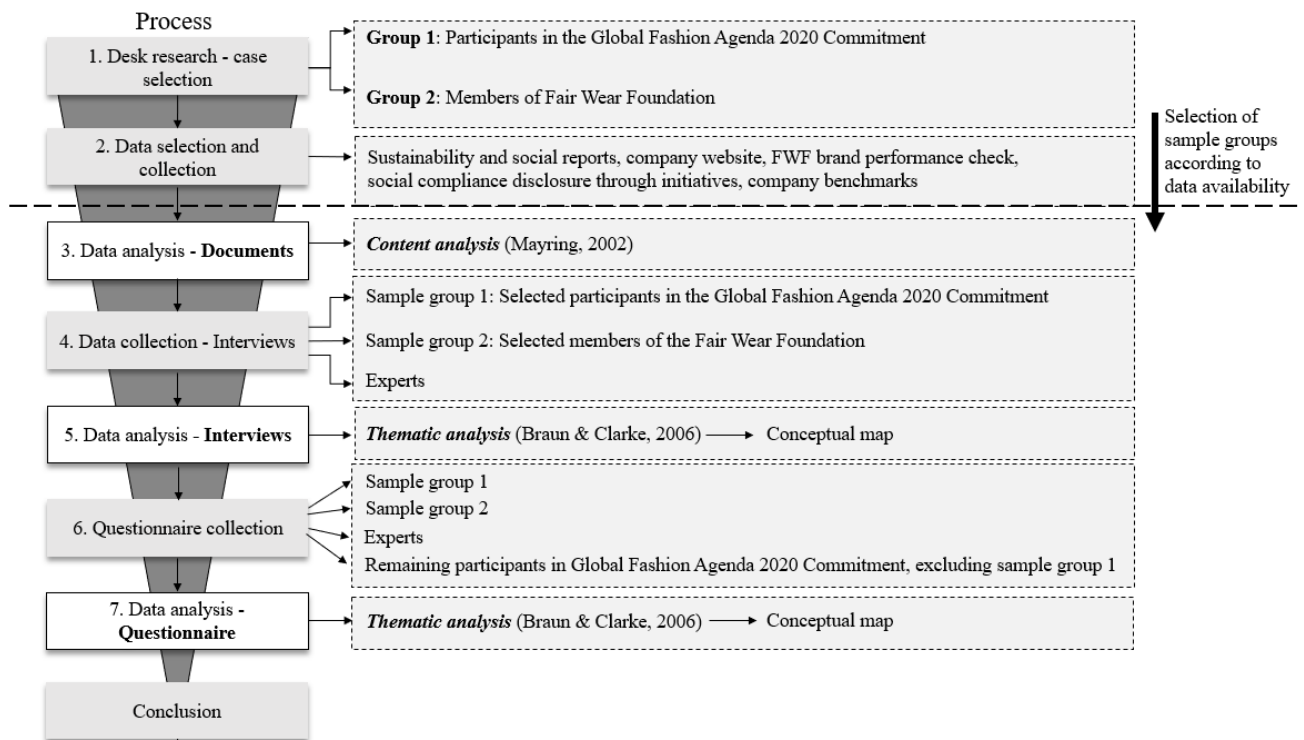 Process
1. Desk research - case
selection
Group 1: Participants in the Global Fashion Agenda 2020 Commitment
Group 2: Members of Fair Wear Foundation
2. Data selection and
collection
Sustainability and social reports, company website, FWF brand performance check,
social compliance disclosure through initiatives, company benchmarks
Selection of
sample groups
according to
data availability
3. Data analysis - Documents
Content analysis (Mayring, 2002)
4. Data collection - Interviews
Sample group 1: Selected participants in the Global Fashion Agenda 2020 Commitment
Sample group 2: Selected members of the Fair Wear Foundation
Experts
5. Data analysis - Interviews
Thematic analysis (Braun & Clarke, 2006)
Conceptual map
6. Questionnaire collection
Sample group 1
Sample group 2
Experts
Remaining participants in Global Fashion Agenda 2020 Commitment, excluding sample group 1
7. Data analysis -
Questionnaire
Thematic analysis (Braun & Clarke, 2006)
Conceptual map
Conclusion